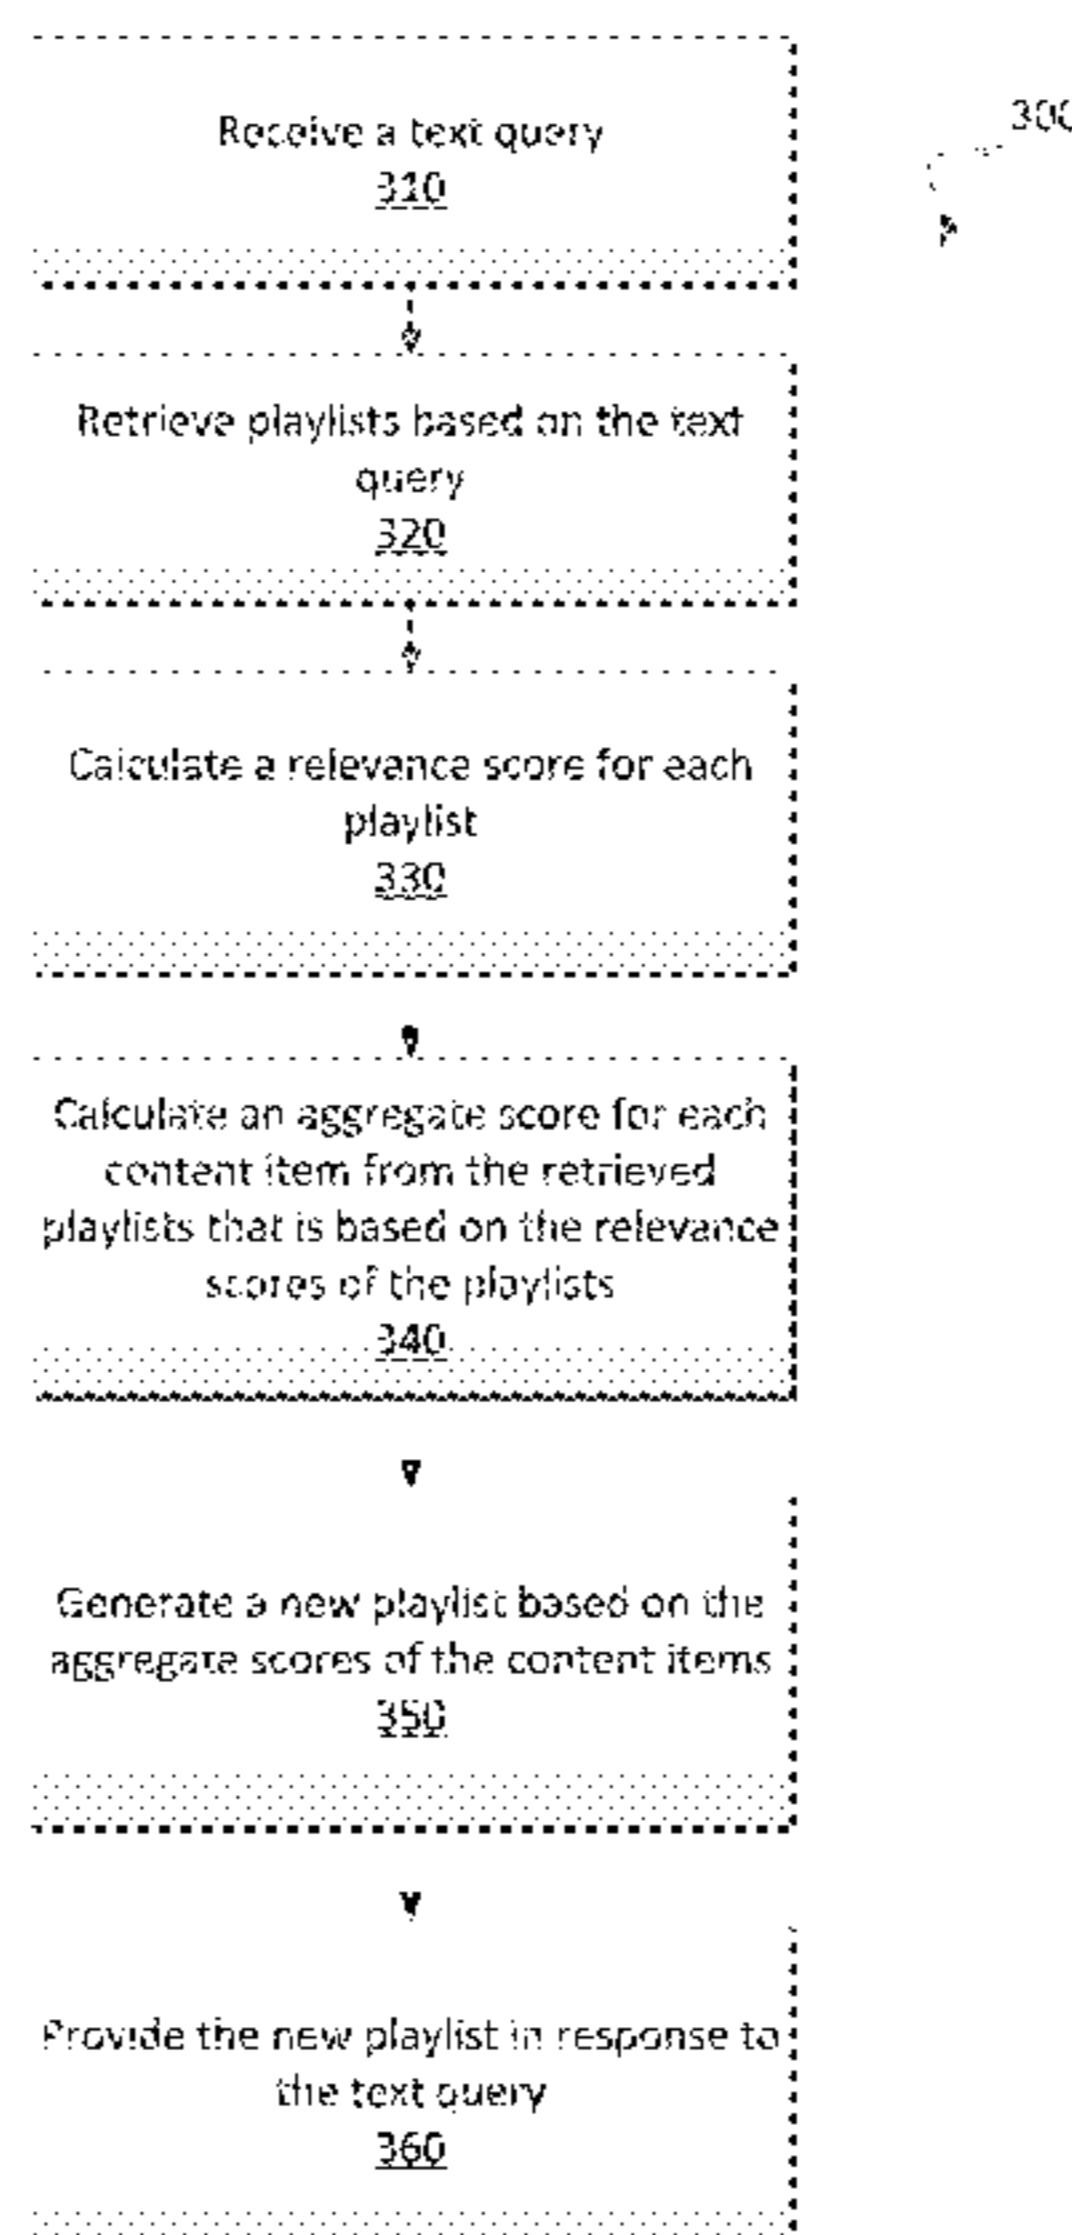 Receive a text query
310
300
Retrieve playlists based on the text
query
320
Calculate a relevance score for each
playlist
330
Calculate an aggregate score for each
content item from the retrieved
playlists that is based on the relevance
scores of the playlists
340
Generate a new playlist based on the
aggregate scores of the content items
350
Provide the new playlist in response to
the text query
360